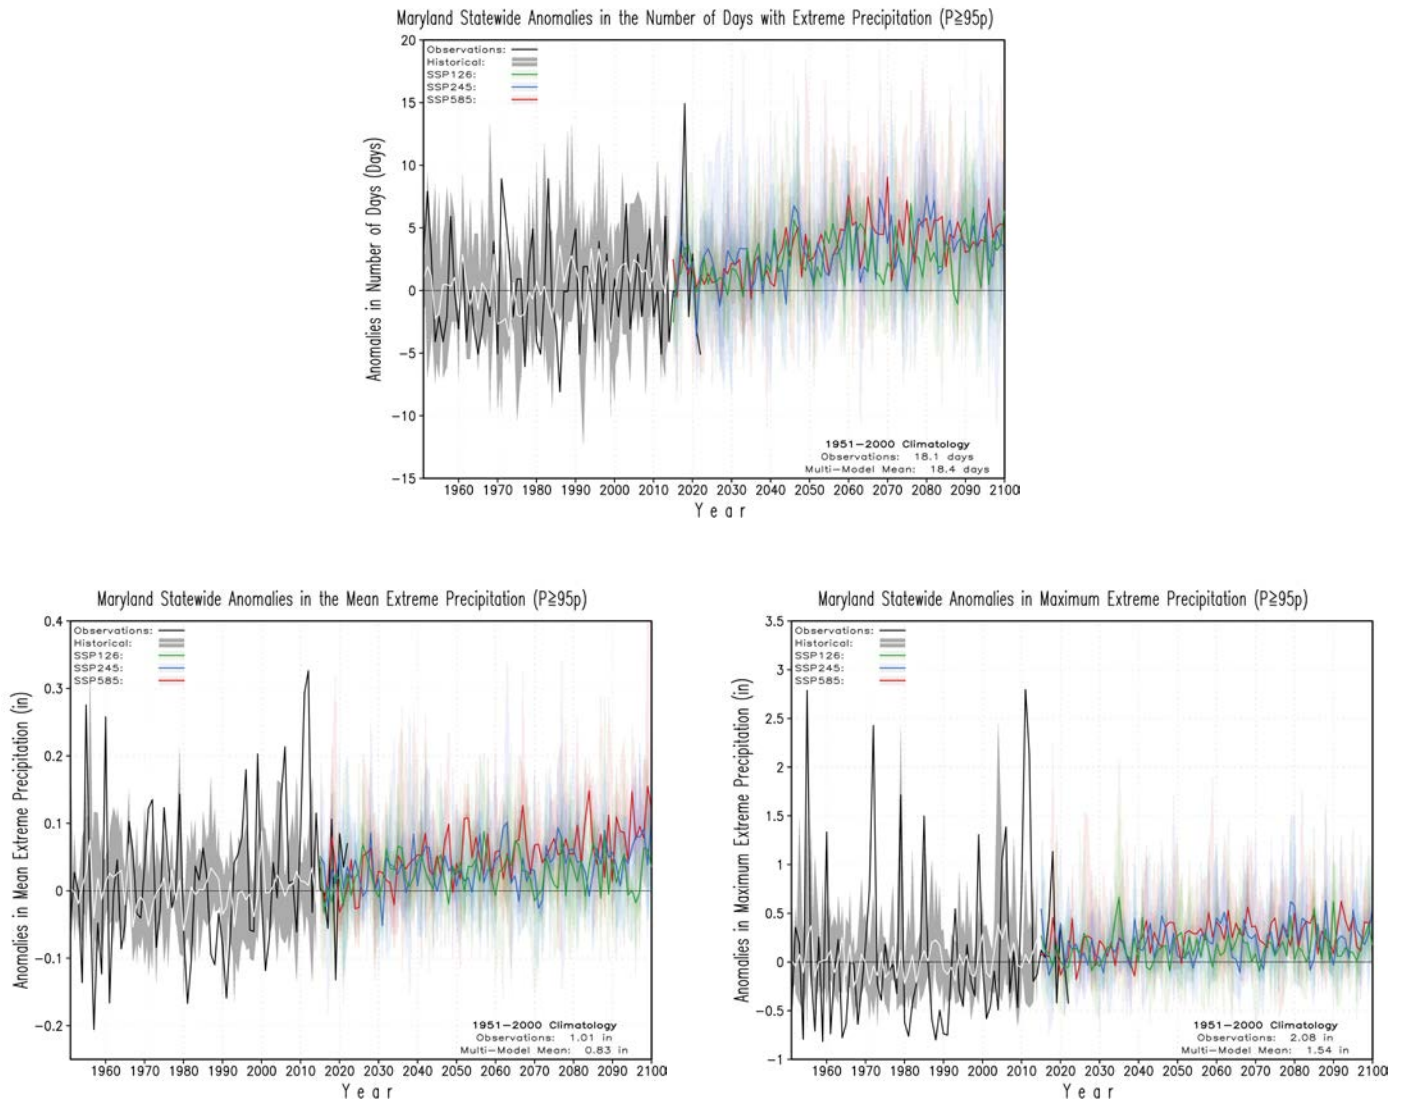 Maryland Statewide Anomalies in the Number of Days with Extreme Precipitation (P≧95p)
Anomalies in Number of Days (Days)
20
15
10
5
0
−5
−10
−15
Observations:
Historical:
SSP126:
SSP245:
SSP585:
1951−2000 Climatology
Observations: 18.1 days
Multi−Model Mean: 18.4 days
1960 1970 1980 1990 2000 2010 2020 2030 2040 2050 2060 2070 2080 2090 2100
Year
Maryland Statewide Anomalies in the Mean Extreme Precipitation (P≧95p)
Anomalies in Mean Extreme Precipitation (in)
0.4
0.3
0.2
0.1
0
−0.1
−0.2
Observations:
Historical:
SSP126:
SSP245:
SSP585:
1951−2000 Climatology
Observations: 1.01 in
Multi−Model Mean: 0.83 in
1960 1970 1980 1990 2000 2010 2020 2030 2040 2050 2060 2070 2080 2090 2100
Year
Maryland Statewide Anomalies in Maximum Extreme Precipitation (P≧95p)
Anomalies in Maximum Extreme Precipitation (in)
3.5
3
2.5
2
1.5
1
0.5
0
−0.5
−1
Observations:
Historical:
SSP126:
SSP245:
SSP585:
1951−2000 Climatology
Observations: 2.08 in
Multi−Model Mean: 1.54 in
1960 1970 1980 1990 2000 2010 2020 2030 2040 2050 2060 2070 2080 2090 2100
Year